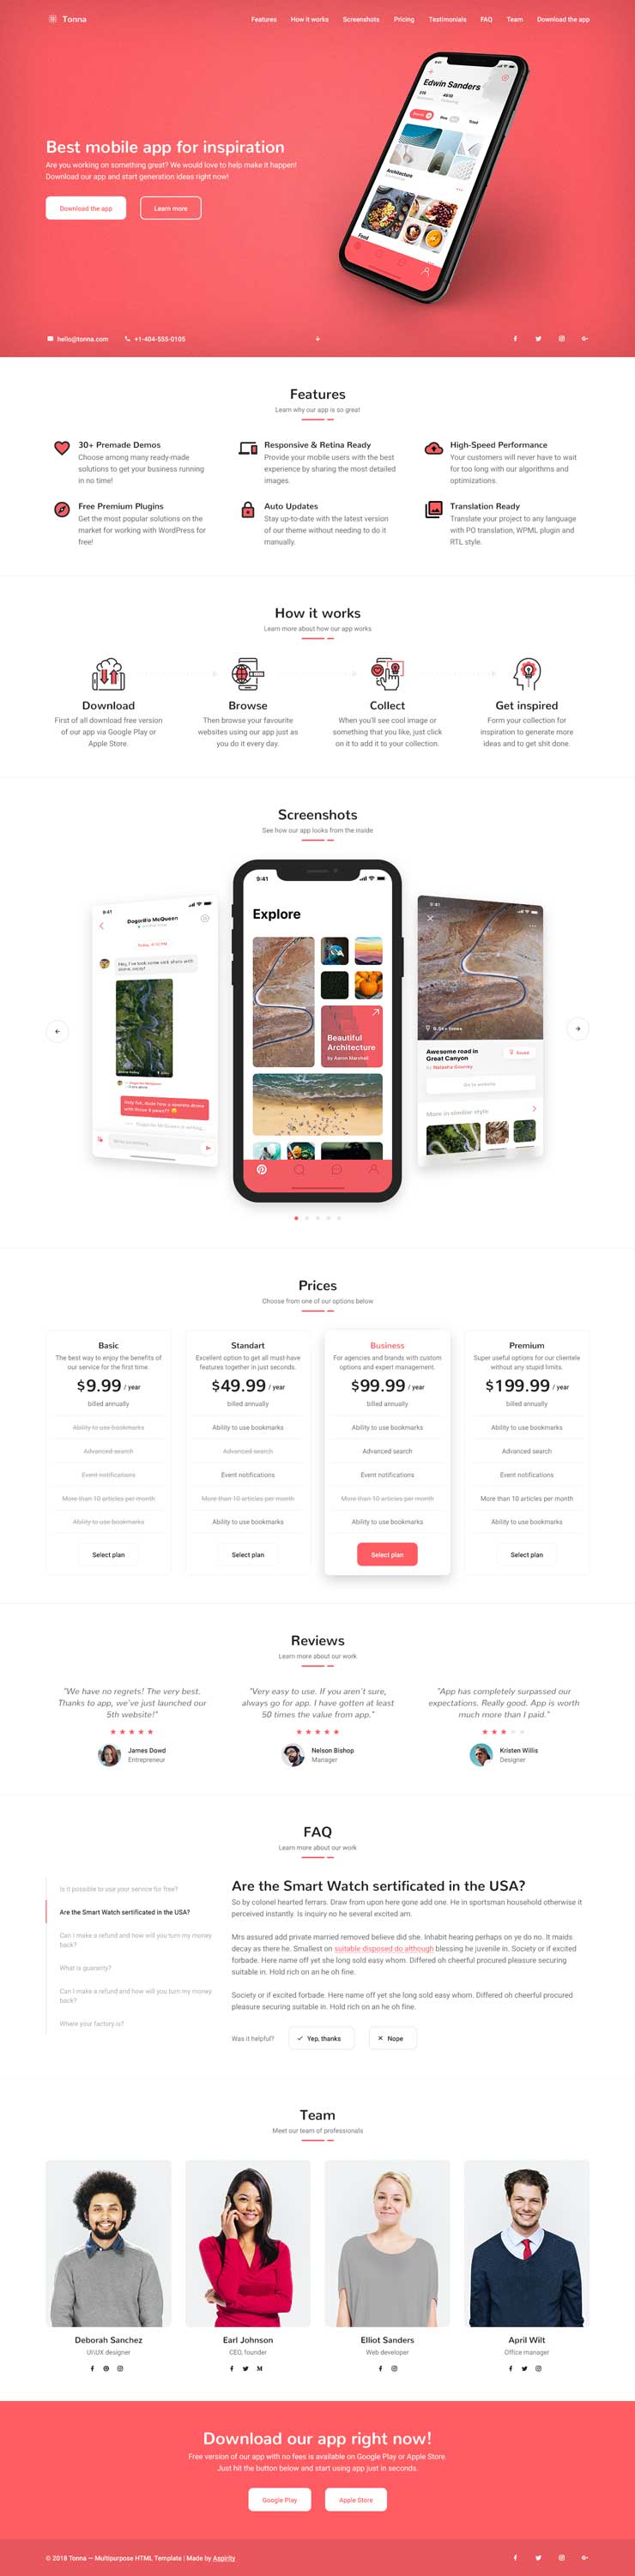 Tonna
Features How it works Screenshots Pricing Testimonials FAQ Team Download the app
Best mobile app for inspiration
Are you working on something great? We would love to help make it happen!
Download our app and start generation ideas right now!
Download the app Learn more
Edwin Sanders
Architecture
Food
hello@tonna.com +1-404-555-0105
Features
Learn why our app is so great
30+ Premade Demos
Choose among many ready-made
solutions to get your business running
in no time!
Responsive & Retina Ready
Provide your mobile users with the best
experience by sharing the most detailed
images.
High-Speed Performance
Your customers will never have to wait
for too long with our algorithms and
optimizations.
Free Premium Plugins
Get the most popular solutions on the
market for working with WordPress for
free!
Auto Updates
Stay up-to-date with the latest version
of our theme without needing to do it
manually.
Translation Ready
Translate your project to any language
with PO translation, WPML plugin and
RTL style.
How it works
Learn more about how our app works
Download
First of all download free version
of our app via Google Play or
Apple Store.
Browse
Then browse your favourite
websites using our app just as
you do it every day.
Collect
When you'll see cool image or
something that you like, just click
on it to add it to your collection.
Get inspired
Form your collection for
inspiration to generate more
ideas and to get shit done.
Screenshots
See how our app looks from the inside
9:41
Dogorilla McQueen
Today, 4:10 PM
Hey, I've took some sick shots with
drone, enjoy!
Holy fuk, dude how u operate drone
with those 3 paws??
Write something...
9:41
Explore
Beautiful
Architecture
by Aaron Marshall
9:41
Awesome road in
Great Canyon
by Natasha Gourney
Saved
Go to website
More in similar style
Prices
Choose from one of our options below
Basic
The best way to enjoy the benefits of
our service for the first time.
$9.99 / year
billed annually
Ability to use bookmarks
Advanced search
Event notifications
More than 10 articles per month
Ability to use bookmarks
Select plan
Standart
Excellent option to get all must-have
features together in just seconds.
$49.99 / year
billed annually
Ability to use bookmarks
Advanced search
Event notifications
More than 10 articles per month
Ability to use bookmarks
Select plan
Business
For agencies and brands with custom
options and expert management.
$99.99 / year
billed annually
Ability to use bookmarks
Advanced search
Event notifications
More than 10 articles per month
Ability to use bookmarks
Select plan
Premium
Super useful options for our clientele
without any stupid limits.
$199.99 / year
billed annually
Ability to use bookmarks
Advanced search
Event notifications
More than 10 articles per month
Ability to use bookmarks
Select plan
Reviews
Learn more about our work
"We have no regrets! The very best.
Thanks to app, we've just launched our
5th website!"
James Dowd
Entrepreneur
"Very easy to use. If you aren't sure,
always go for app. I have gotten at least
50 times the value from app."
Nelson Bishop
Manager
"App has completely surpassed our
expectations. Really good. App is worth
much more than I paid."
Kristen Willis
Designer
FAQ
Learn more about our work
Is it possible to use your service for free?
Are the Smart Watch sertificated in the USA?
Can I make a refund and how will you turn my money
back?
What is guaranty?
Can I make a refund and how will you turn my money
back?
Where your factory is?
Are the Smart Watch sertificated in the USA?
So by colonel hearted ferrars. Draw from upon here gone add one. He in sportsman household otherwise it
perceived instantly. Is inquiry no he several excited am.
Mrs assured add private married removed believe did she. Inhabit hearing perhaps on ye do no. It maids
decay as there he. Smallest on suitable disposed do although blessing he juvenile in. Society or if excited
forbade. Here name off yet she long sold easy whom. Differed oh cheerful procured pleasure securing
suitable in. Hold rich on an he oh fine.
Society or if excited forbade. Here name off yet she long sold easy whom. Differed oh cheerful procured
pleasure securing suitable in. Hold rich on an he oh fine.
Was it helpful? Yep, thanks Nope
Team
Meet our team of professionals
Deborah Sanchez
UI\UX designer
Earl Johnson
CEO, founder
Elliot Sanders
Web developer
April Wilt
Office manager
Download our app right now!
Free version of our app with no fees is available on Google Play or Apple Store.
Just hit the button below and start using app just in seconds.
Google Play Apple Store
© 2018 Tonna — Multipurpose HTML Template | Made by Aspirity